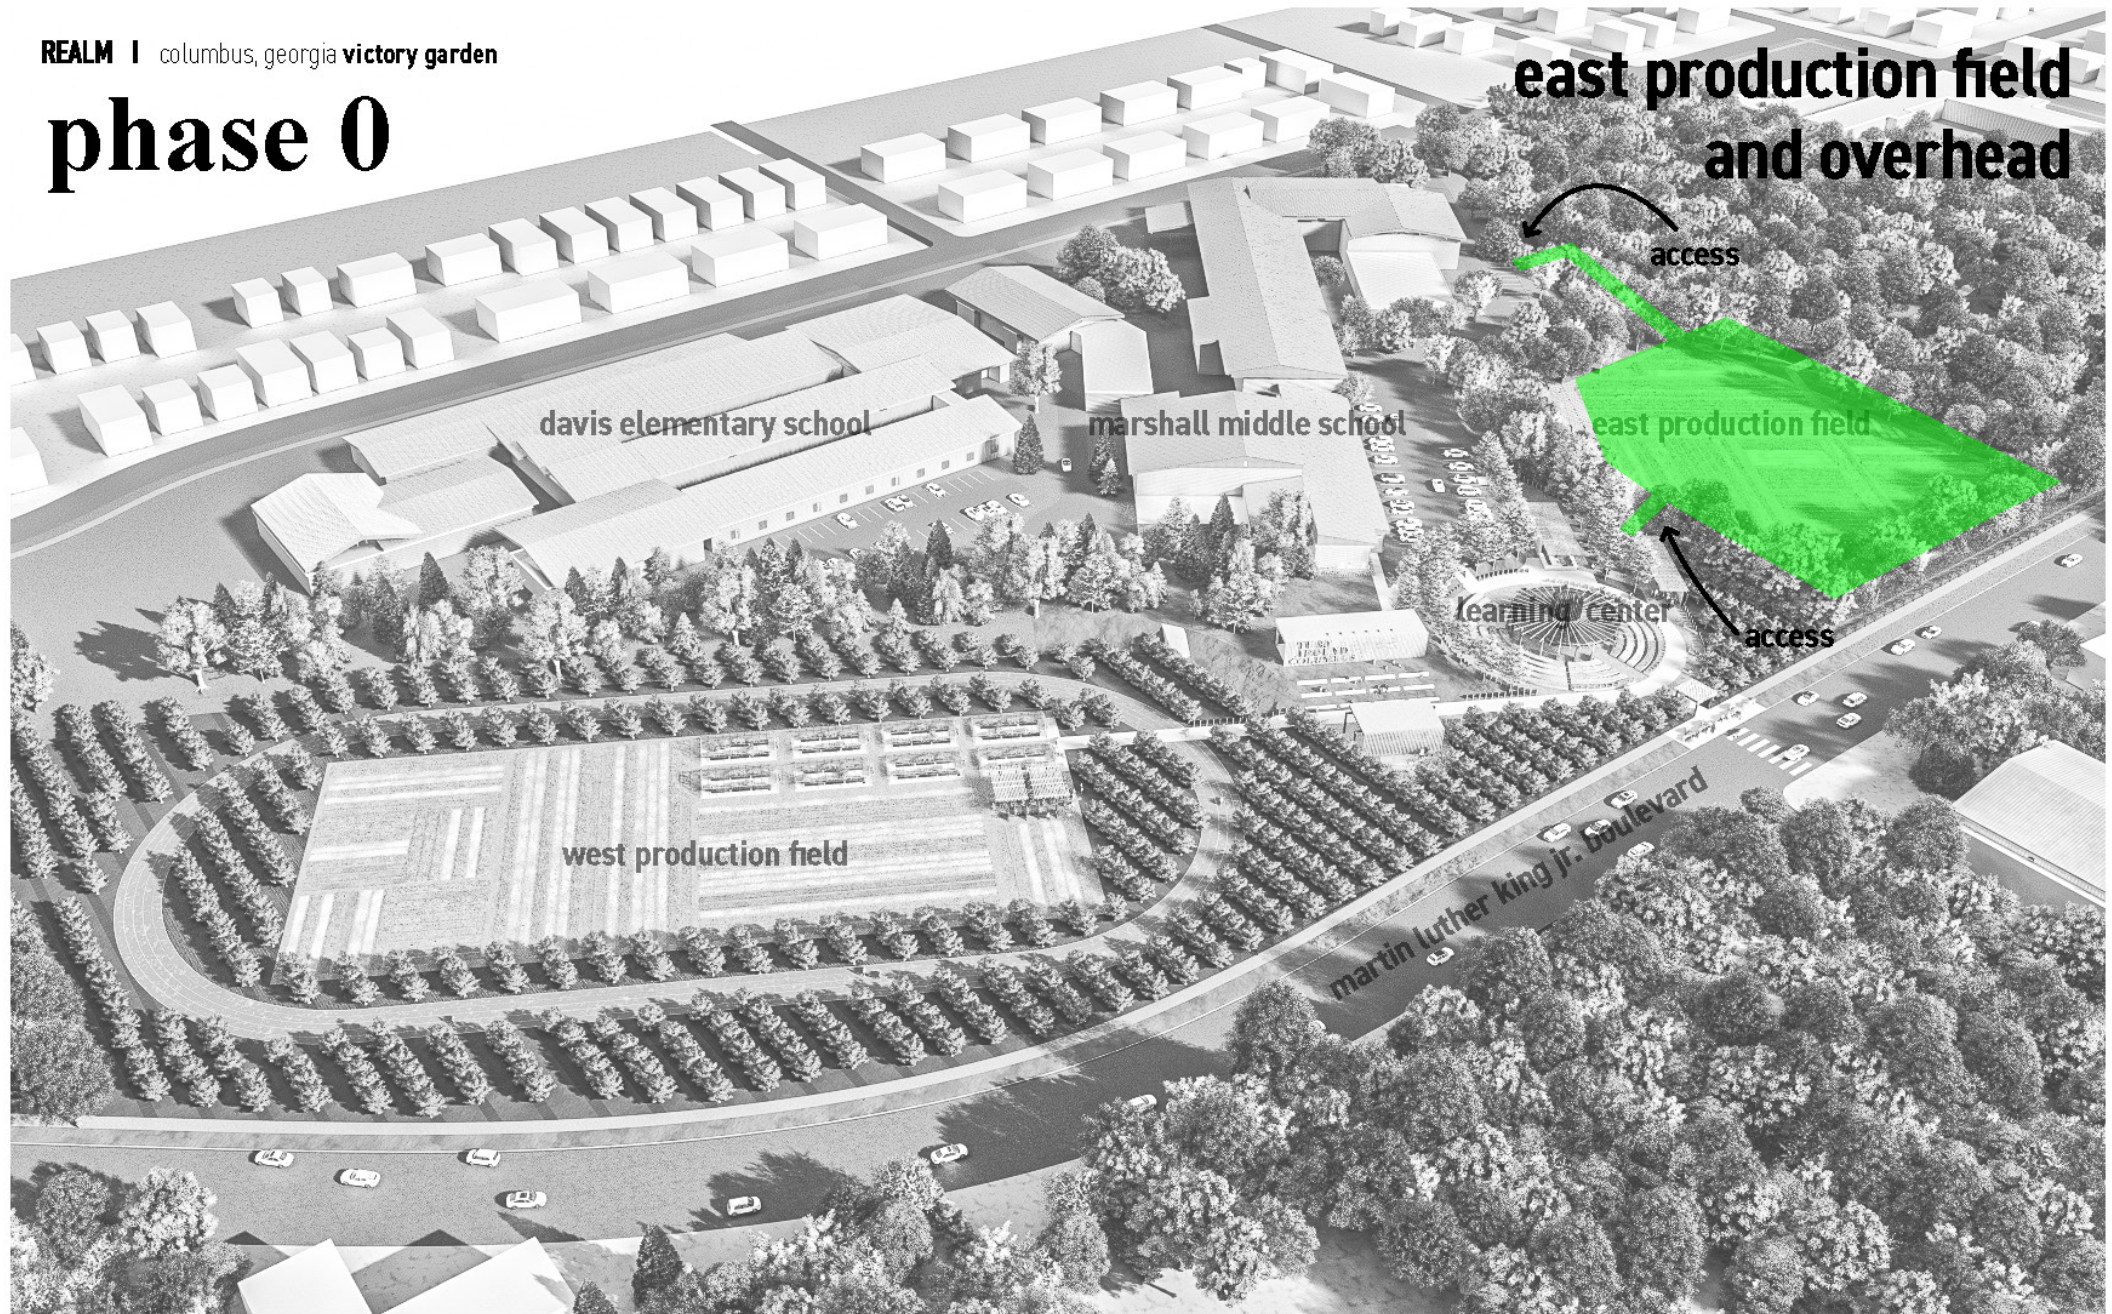 REALM | columbus, georgia victory garden
phase 0
east production field
and overhead
access
davis elementary school
marshall middle school
east production field
learning center
access
west production field
martin luther king jr. boulevard